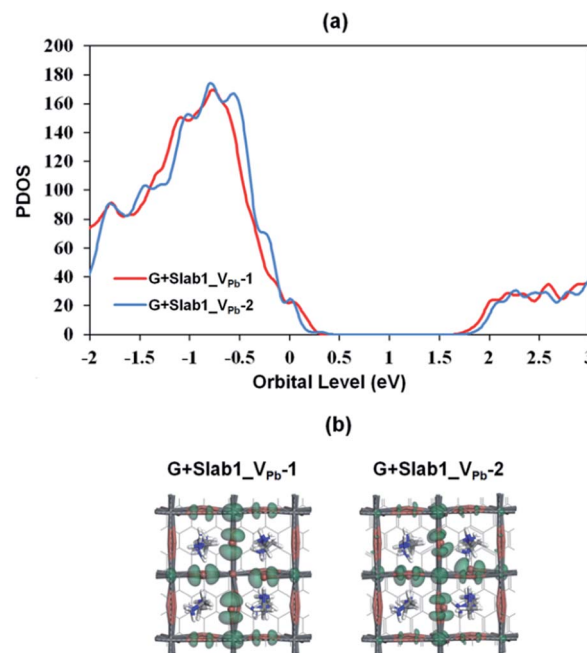 (a)
200
180
160
140
120
100
80
60
40
20
0
PDOS
G+Slab1_VPb-1
G+Slab1_VPb-2
-2 -1.5 -1 -0.5 0 0.5 1 1.5 2 2.5 3
Orbital Level (eV)
(b)
G+Slab1_VPb-1 G+Slab1_VPb-2